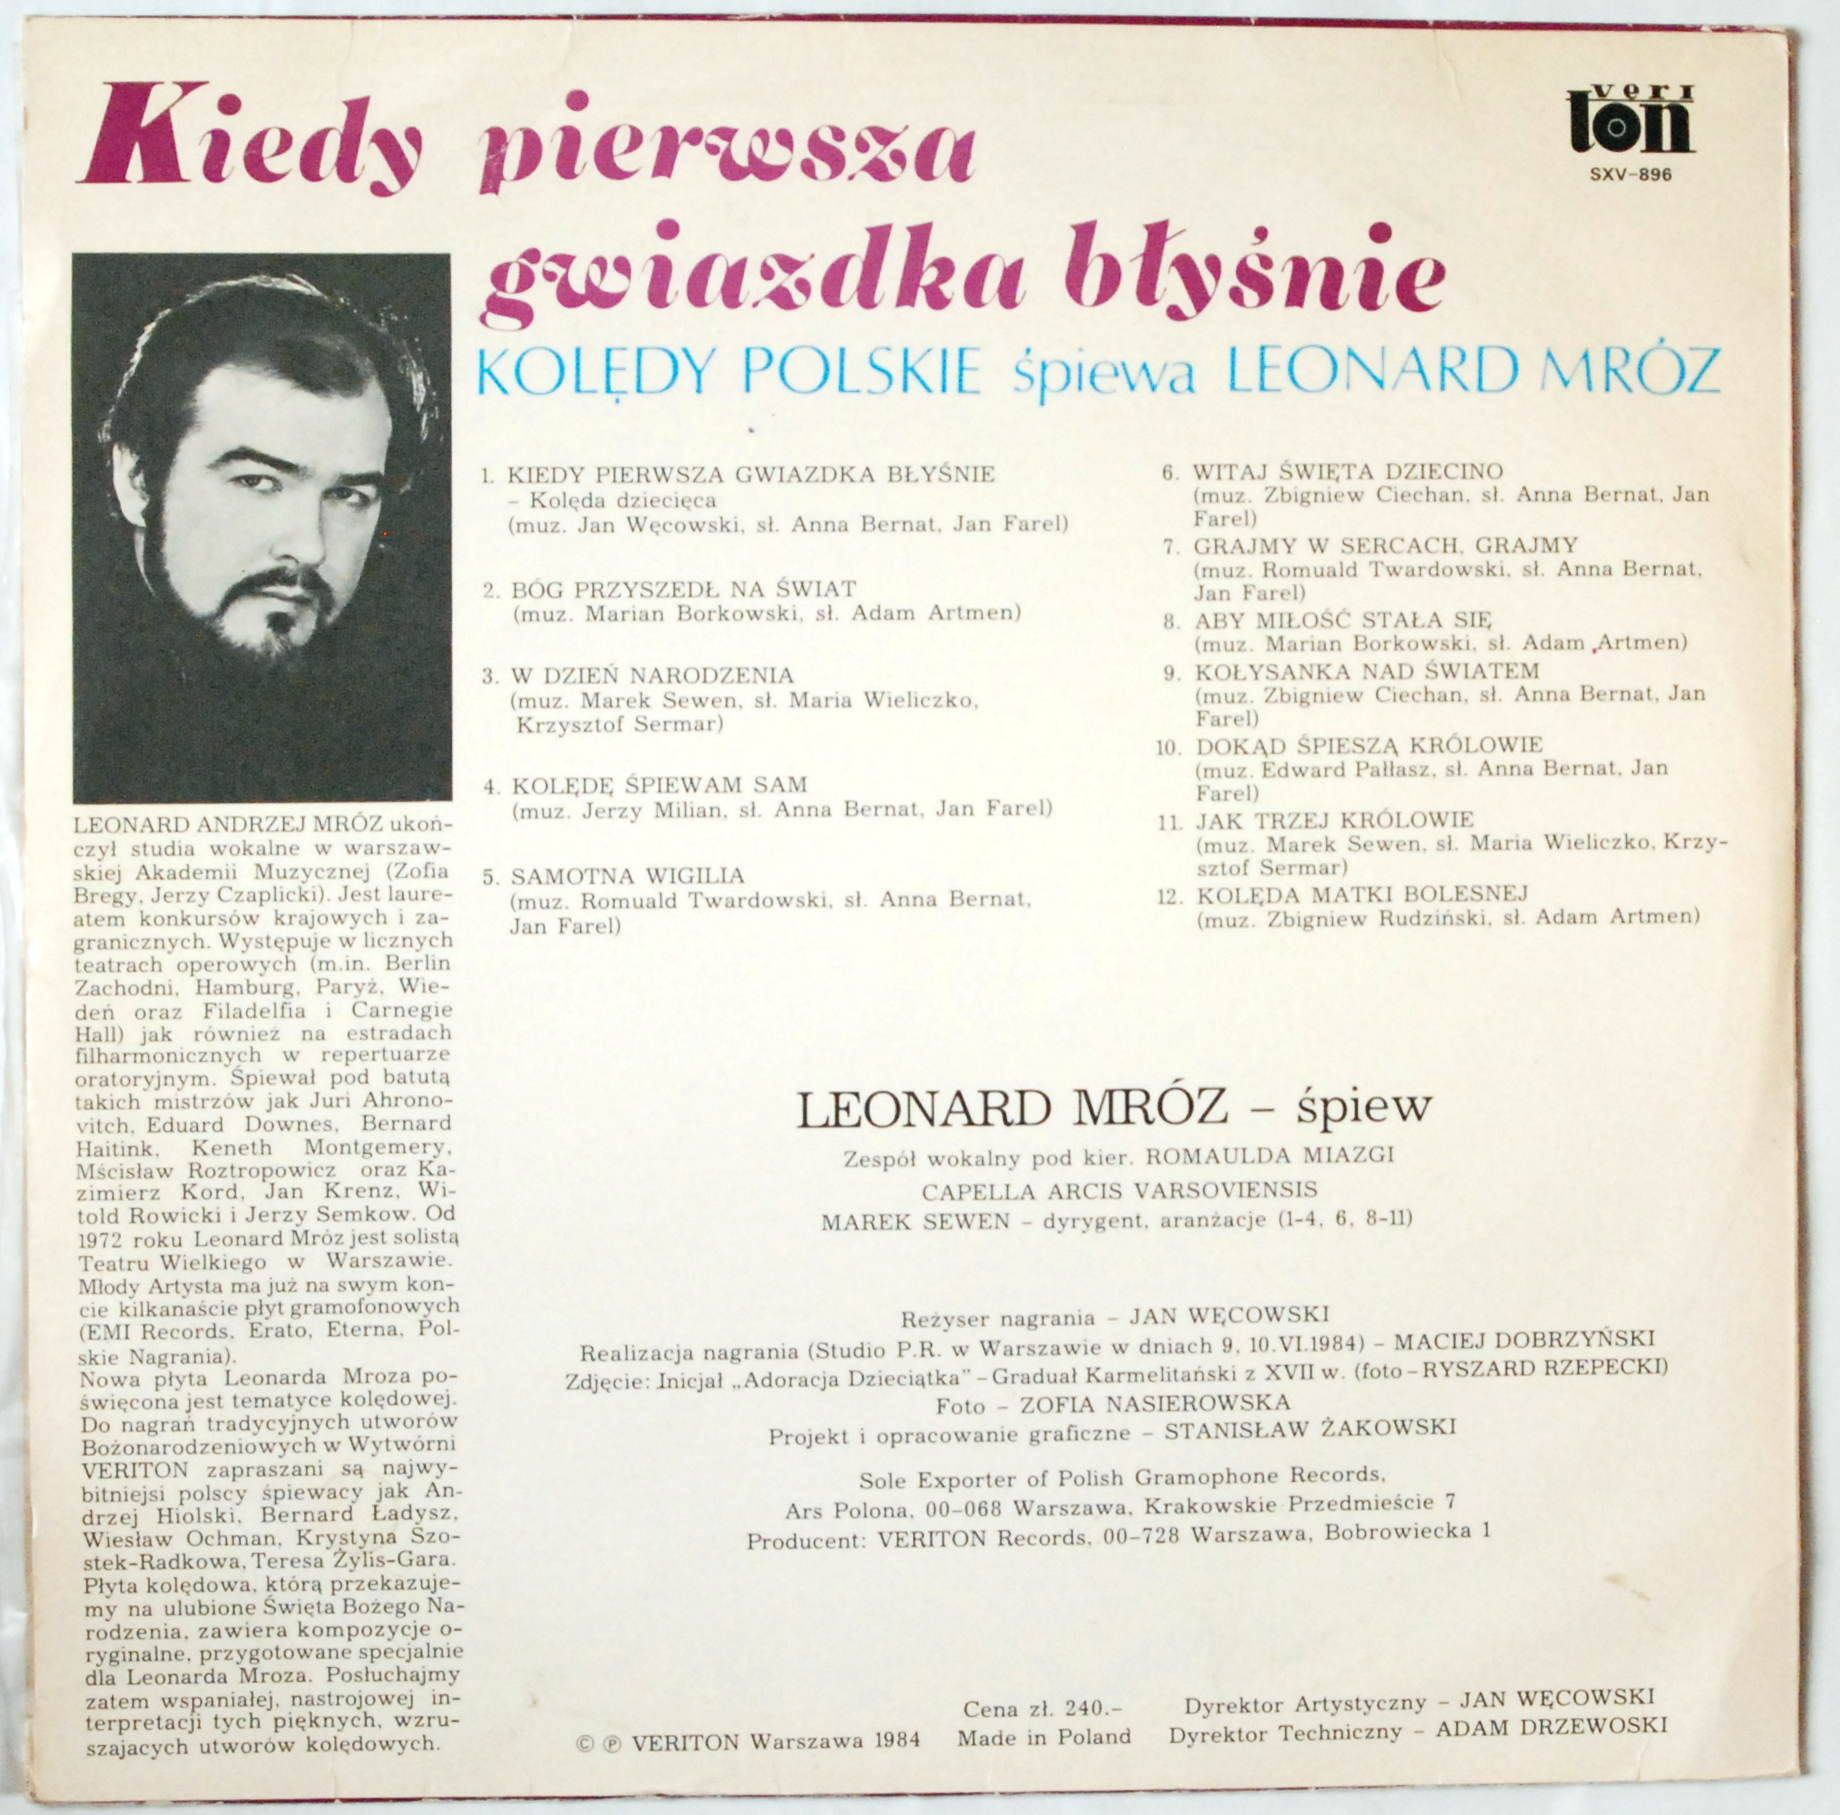 Kiedy pierwsza
gwiazdka błyśnie
veri
ton
SXV-896
KOLĘDY POLSKIE śpiewa LEONARD MRÓZ
1. KIEDY PIERWSZA GWIAZDKA BŁYŚNIE
– Kolęda dziecięca
(muz. Jan Węcowski, sł. Anna Bernat, Jan Farel)
2. BÓG PRZYSZEDŁ NA ŚWIAT
(muz. Marian Borkowski, sł. Adam Artmen)
3. W DZIEŃ NARODZENIA
(muz. Marek Sewen, sł. Maria Wieliczko,
Krzysztof Sermar)
4. KOLĘDĘ ŚPIEWAM SAM
(muz. Jerzy Milian, sł. Anna Bernat, Jan Farel)
5. SAMOTNA WIGILIA
(muz. Romuald Twardowski, sł. Anna Bernat,
Jan Farel)
6. WITAJ ŚWIĘTA DZIECINO
(muz. Zbigniew Ciechan, sł. Anna Bernat, Jan
Farel)
7. GRAJMY W SERCACH, GRAJMY
(muz. Romuald Twardowski, sł. Anna Bernat,
Jan Farel)
8. ABY MIŁOŚĆ STAŁA SIĘ
(muz. Marian Borkowski, sł. Adam Artmen)
9. KOŁYSANKA NAD ŚWIATEM
(muz. Zbigniew Ciechan, sł. Anna Bernat, Jan
Farel)
10. DOKĄD ŚPIESZĄ KRÓLOWIE
(muz. Edward Pałłasz, sł. Anna Bernat, Jan
Farel)
11. JAK TRZEJ KRÓLOWIE
(muz. Marek Sewen, sł. Maria Wieliczko, Krzy-
sztof Sermar)
12. KOLĘDA MATKI BOLESNEJ
(muz. Zbigniew Rudziński, sł. Adam Artmen)
LEONARD ANDRZEJ MRÓZ ukoń-
czył studia wokalne w warszaw-
skiej Akademii Muzycznej (Zofia
Bregy, Jerzy Czaplicki). Jest laure-
atem konkursów krajowych i za-
granicznych. Występuje w licznych
teatrach operowych (m.in. Berlin
Zachodni, Hamburg, Paryż, Wie-
deń oraz Filadelfia i Carnegie
Hall) jak również na estradach
filharmonicznych w repertuarze
oratoryjnym. Śpiewał pod batutą
takich mistrzów jak Juri Ahrono-
vitch, Eduard Downes, Bernard
Haitink, Keneth Montgemery,
Mścisław Roztropowicz oraz Ka-
zimierz Kord, Jan Krenz, Wi-
told Rowicki i Jerzy Semkow. Od
1972 roku Leonard Mróz jest solistą
Teatru Wielkiego w Warszawie.
Młody Artysta ma już na swym kon-
cie kilkanaście płyt gramofonowych
(EMI Records, Erato, Eterna, Pol-
skie Nagrania).
Nowa płyta Leonarda Mroza po-
święcona jest tematyce kolędowej.
Do nagrań tradycyjnych utworów
Bożonarodzeniowych w Wytwórni
VERITON zapraszani są najwy-
bitniejsi polscy śpiewacy jak An-
drzej Hiolski, Bernard Ładysz,
Wiesław Ochman, Krystyna Szo-
stek-Radkowa, Teresa Żylis-Gara.
Płyta kolędowa, którą przekazuje-
my na ulubione Święta Bożego Na-
rodzenia, zawiera kompozycje o-
ryginalne, przygotowane specjalnie
dla Leonarda Mroza. Posłuchajmy
zatem wspaniałej, nastrojowej in-
terpretacji tych pięknych, wzru-
szajacych utworów kolędowych.
LEONARD MRÓZ – śpiew
Zespół wokalny pod kier. ROMAULDA MIAZGI
CAPELLA ARCIS VARSOVIENSIS
MAREK SEWEN – dyrygent, aranżacje (1-4, 6, 8-11)
Reżyser nagrania – JAN WĘCOWSKI
Realizacja nagrania (Studio P.R. w Warszawie w dniach 9, 10.VI.1984) – MACIEJ DOBRZYŃSKI
Zdjęcie: Inicjał „Adoracja Dzieciątka" – Graduał Karmelitański z XVII w. (foto – RYSZARD RZEPECKI)
Foto – ZOFIA NASIEROWSKA
Projekt i opracowanie graficzne – STANISŁAW ŻAKOWSKI
Sole Exporter of Polish Gramophone Records,
Ars Polona, 00-068 Warszawa, Krakowskie Przedmieście 7
Producent: VERITON Records, 00-728 Warszawa, Bobrowiecka 1
Cena zł. 240.–
Dyrektor Artystyczny – JAN WĘCOWSKI
© ℗ VERITON Warszawa 1984
Made in Poland
Dyrektor Techniczny – ADAM DRZEWOSKI